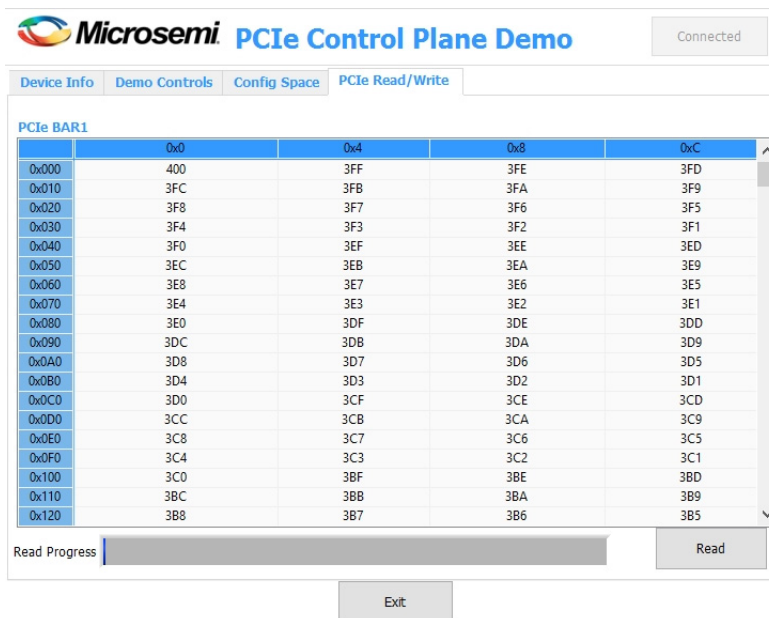 Microsemi. PCIe Control Plane Demo Connected
Device Info Demo Controls Config Space PCIe Read/Write
PCIe BAR1
0x0 0x4 0x8 0xC
0x000 400 3FF 3FE 3FD
0x010 3FC 3FB 3FA 3F9
0x020 3F8 3F7 3F6 3F5
0x030 3F4 3F3 3F2 3F1
0x040 3F0 3EF 3EE 3ED
0x050 3EC 3EB 3EA 3E9
0x060 3E8 3E7 3E6 3E5
0x070 3E4 3E3 3E2 3E1
0x080 3E0 3DF 3DE 3DD
0x090 3DC 3DB 3DA 3D9
0x0A0 3D8 3D7 3D6 3D5
0x0B0 3D4 3D3 3D2 3D1
0x0C0 3D0 3CF 3CE 3CD
0x0D0 3CC 3CB 3CA 3C9
0x0E0 3C8 3C7 3C6 3C5
0x0F0 3C4 3C3 3C2 3C1
0x100 3C0 3BF 3BE 3BD
0x110 3BC 3BB 3BA 3B9
0x120 3B8 3B7 3B6 3B5
Read Progress Read
Exit